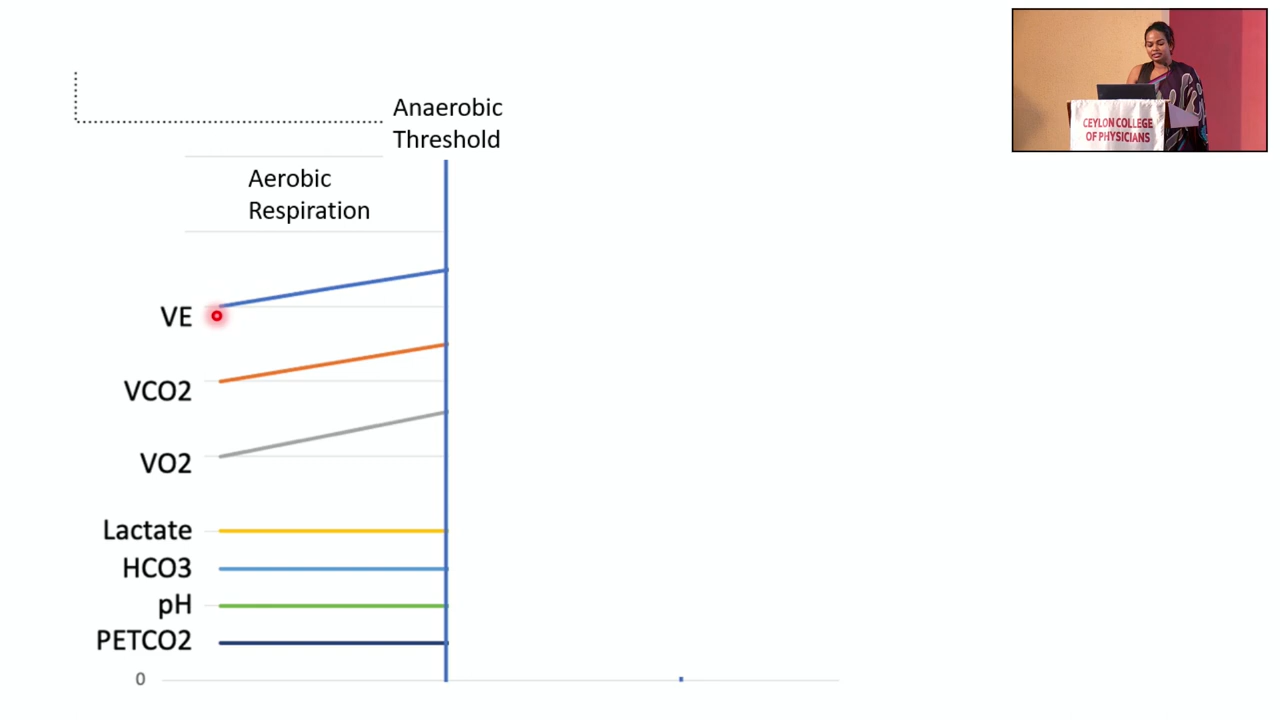 Anaerobic
Threshold
Aerobic
Respiration
VE
VCO2
VO2
Lactate
HCO3
pH
PETCO2
0
CEYLON COLLEGE
OF PHYSICIANS